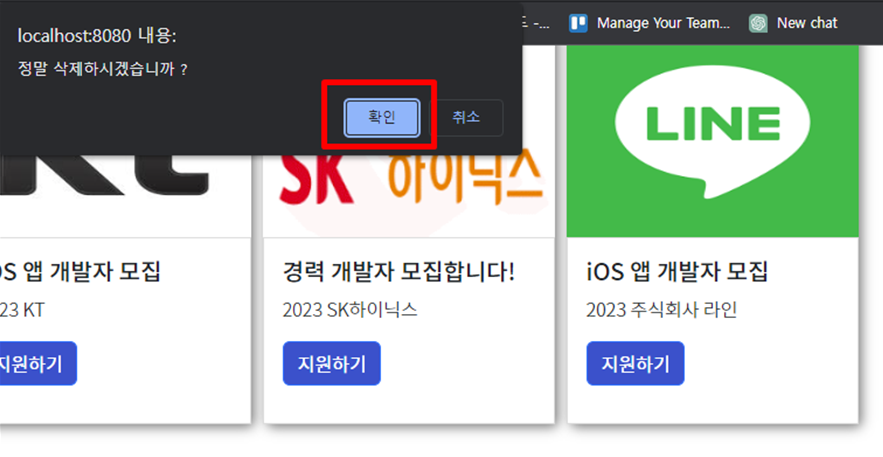 localhost:8080 내용:
정말 삭제하시겠습니까 ?
확인
취소
Manage Your Team...
New chat
kt
SK 하이닉스
LINE
OS 앱 개발자 모집
23 KT
지원하기
경력 개발자 모집합니다!
2023 SK하이닉스
지원하기
iOS 앱 개발자 모집
2023 주식회사 라인
지원하기